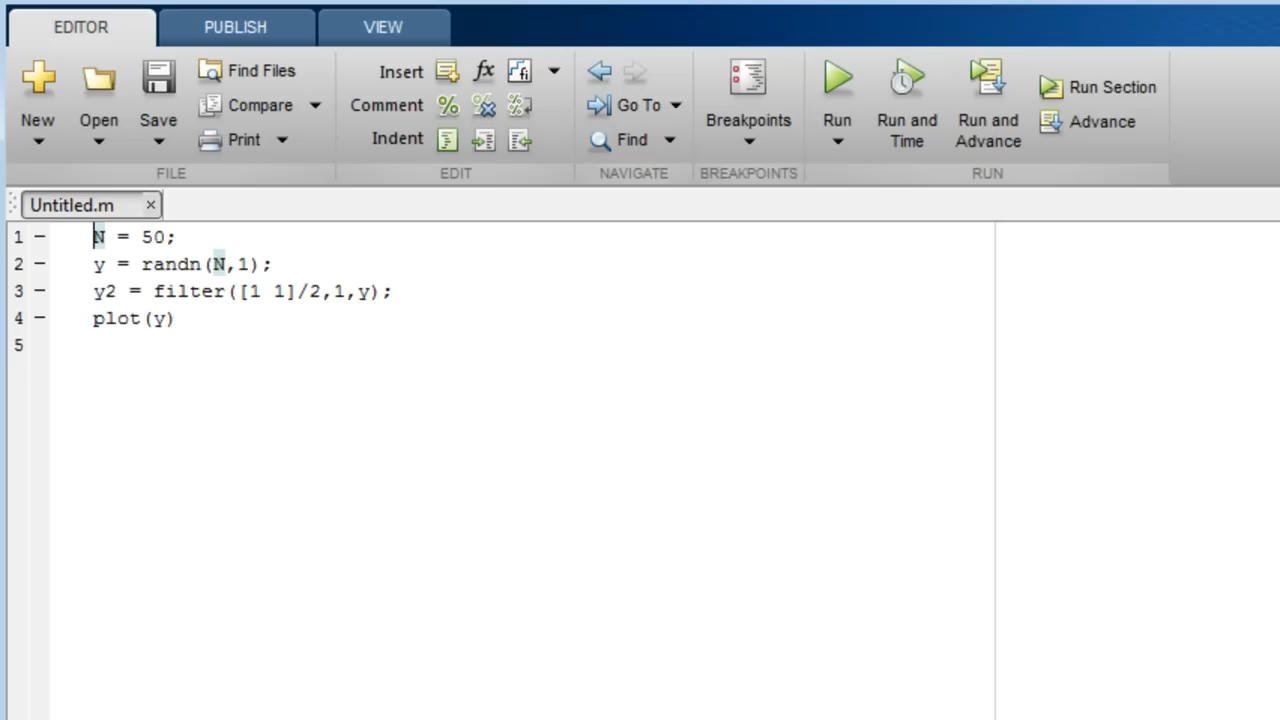 EDITOR PUBLISH VIEW
Find Files Insert fx fi
Compare Comment % Go To Run Section
New Open Save Breakpoints Run Run and Time Run and Advance Advance
Print Indent Find
FILE EDIT NAVIGATE BREAKPOINTS RUN
Untitled.m ×
1 – N = 50;
2 – y = randn(N,1);
3 – y2 = filter([1 1]/2,1,y);
4 – plot(y)
5